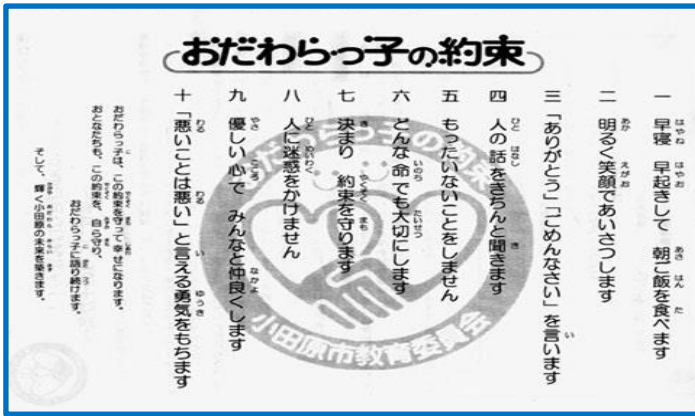 おだわらっ子の約束
一 早寝 早起きして 朝ご飯を食べます
二 明るく笑顔であいさつします
三 「ありがとう」「ごめんなさい」を言います
四 人の話をきちんと聞きます
五 もったいないことをしません
六 どんな命でも大切にします
七 決まり 約束を守ります
八 人に迷惑をかけません
九 優しい心で みんなと仲良くします
十 「悪いことは悪い」と言える勇気をもちます
おだわらっ子は、この約束を守って幸せになります。
おとなたちも、この約束を、自ら守り、
おだわらっ子に語り続けます。
そして、輝く小田原の未来を築きます。
おだわらっ子の約束
小田原市教育委員会